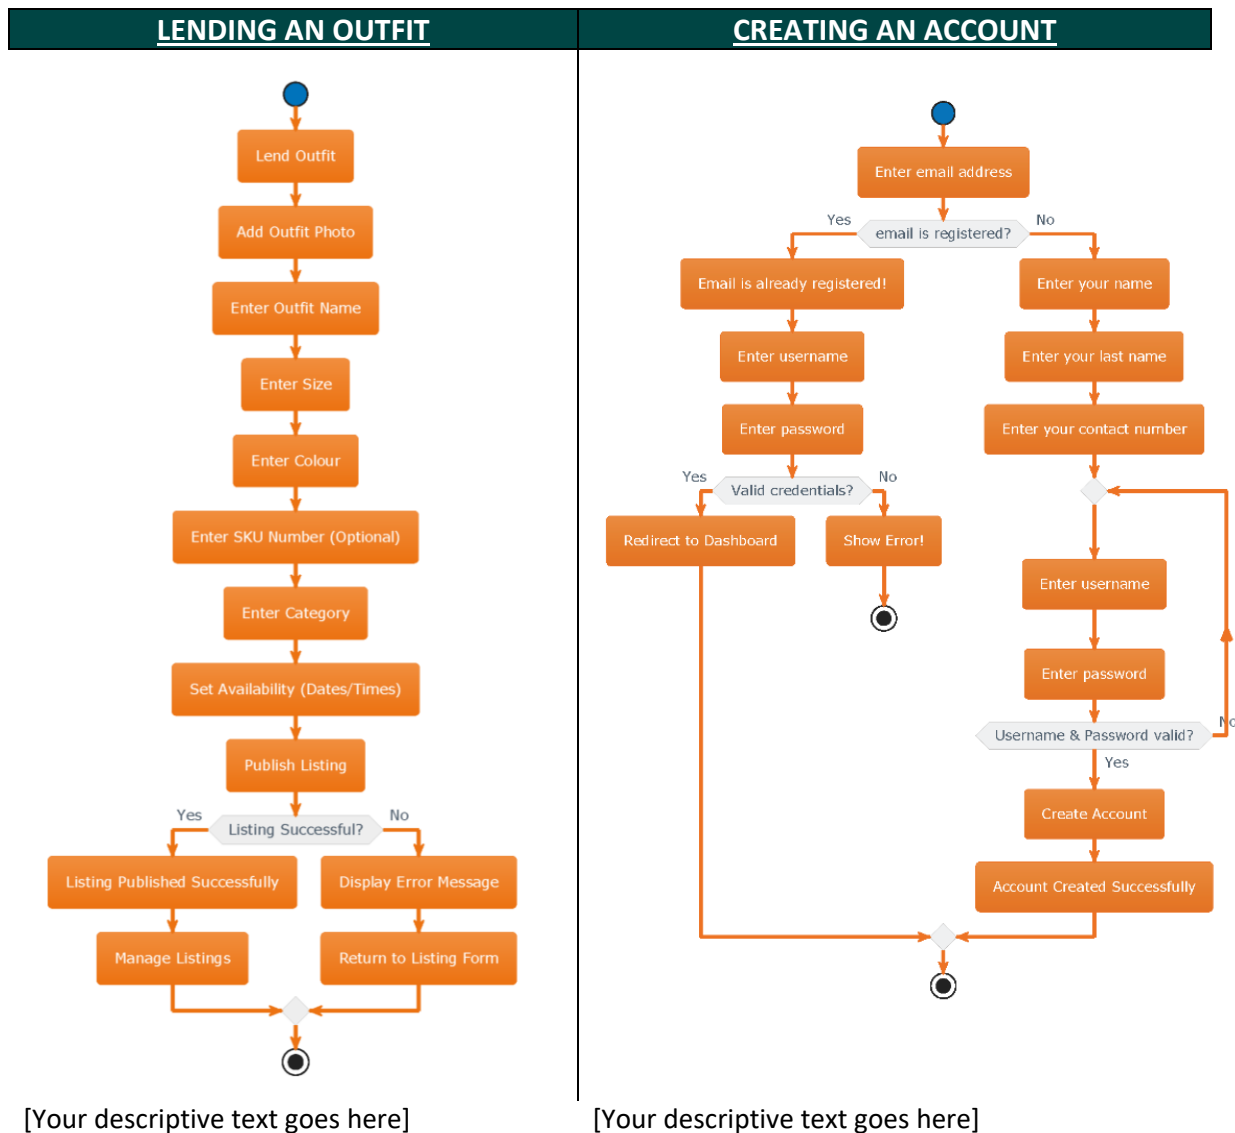 LENDING AN OUTFIT
Lend Outfit
Add Outfit Photo
Enter Outfit Name
Enter Size
Enter Colour
Enter SKU Number (Optional)
Enter Category
Set Availability (Dates/Times)
Publish Listing
Yes
Listing Successful?
No
Listing Published Successfully
Display Error Message
Manage Listings
Return to Listing Form
[Your descriptive text goes here]
CREATING AN ACCOUNT
Enter email address
Yes
email is registered?
No
Email is already registered!
Enter your name
Enter username
Enter your last name
Enter password
Enter your contact number
Yes
Valid credentials?
No
Redirect to Dashboard
Show Error!
Enter username
Enter password
Username & Password valid?
No
Yes
Create Account
Account Created Successfully
[Your descriptive text goes here]